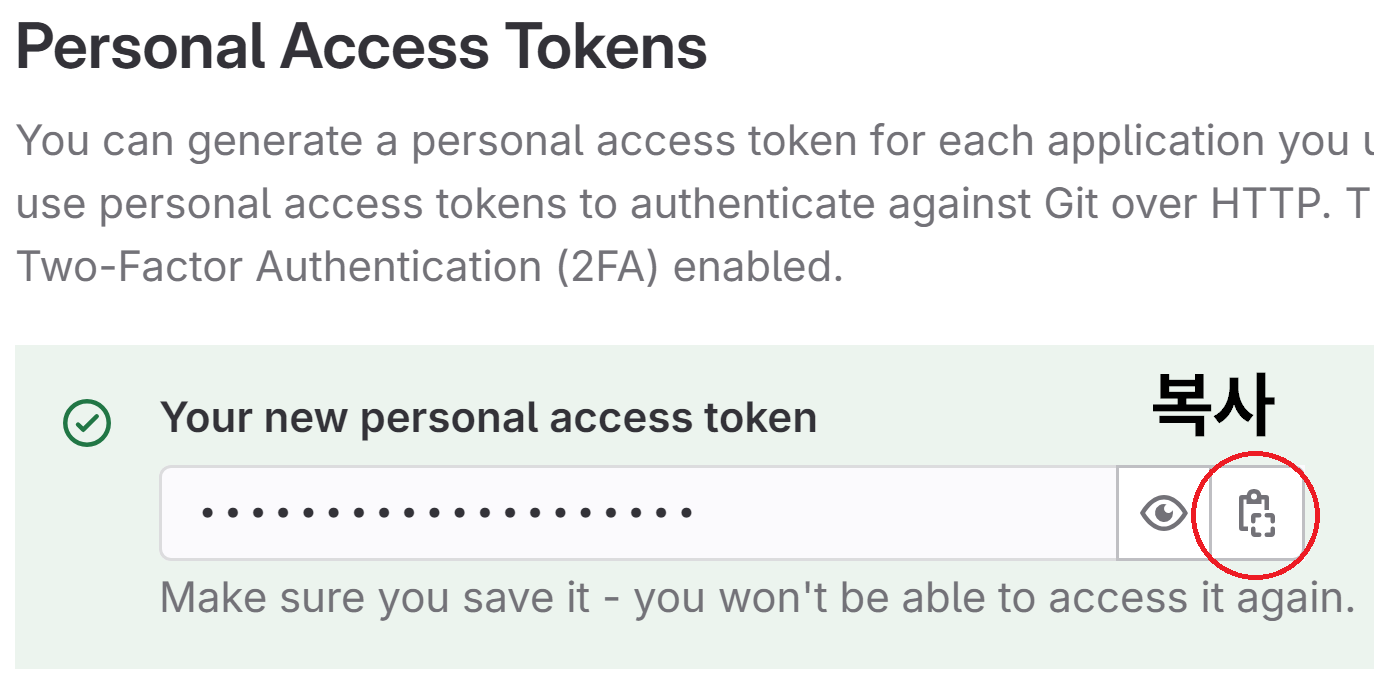 Personal Access Tokens
You can generate a personal access token for each application you u
use personal access tokens to authenticate against Git over HTTP. T
Two-Factor Authentication (2FA) enabled.
복사
Your new personal access token
Make sure you save it - you won't be able to access it again.